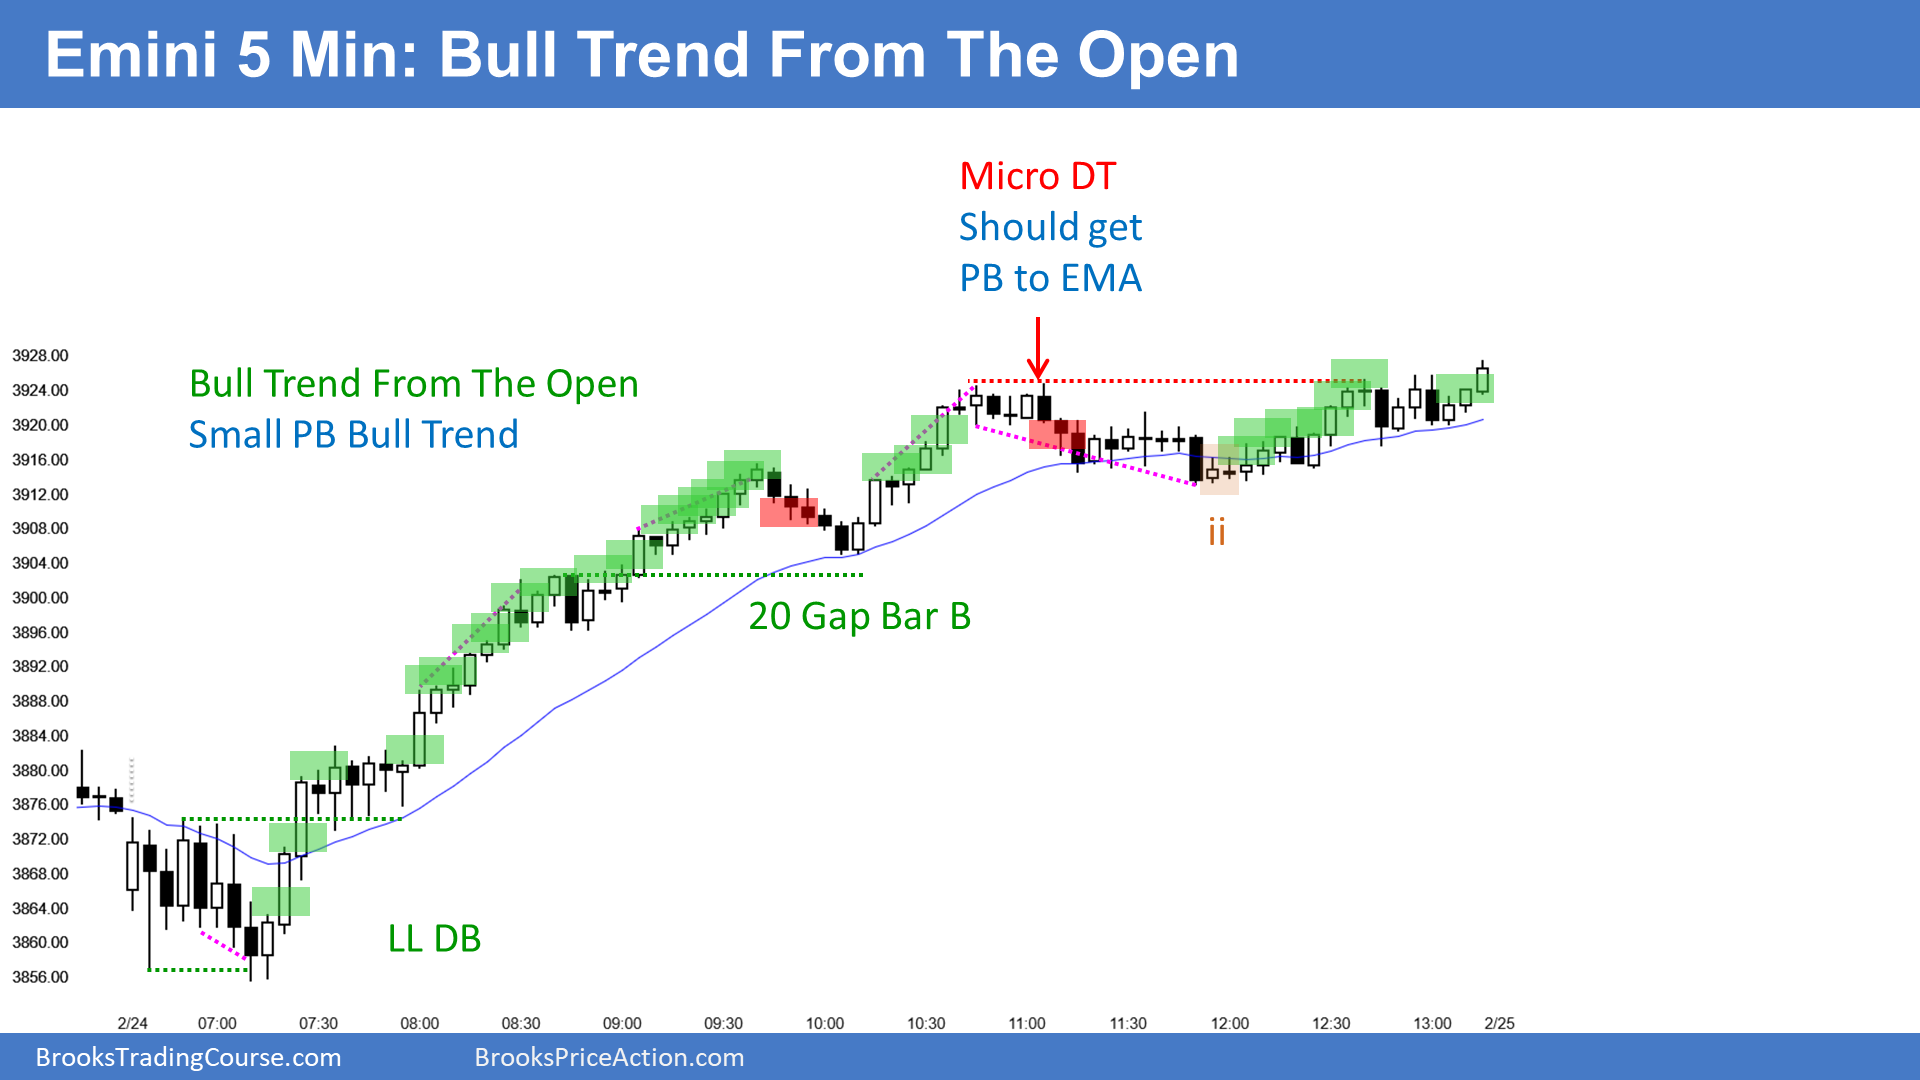 Emini 5 Min: Bull Trend From The Open
Micro DT
Should get
PB to EMA
Bull Trend From The Open
Small PB Bull Trend
3928.00
3924.00
3920.00
3916.00
3912.00
3908.00
3904.00
3900.00
3896.00
3892.00
3888.00
3884.00
3880.00
3876.00
3872.00
3868.00
3864.00
3860.00
3856.00
ii
20 Gap Bar B
LL DB
2/24 07:00 07:30 08:00 08:30 09:00 09:30 10:00 10:30 11:00 11:30 12:00 12:30 13:00 2/25
BrooksTradingCourse.com BrooksPriceAction.com